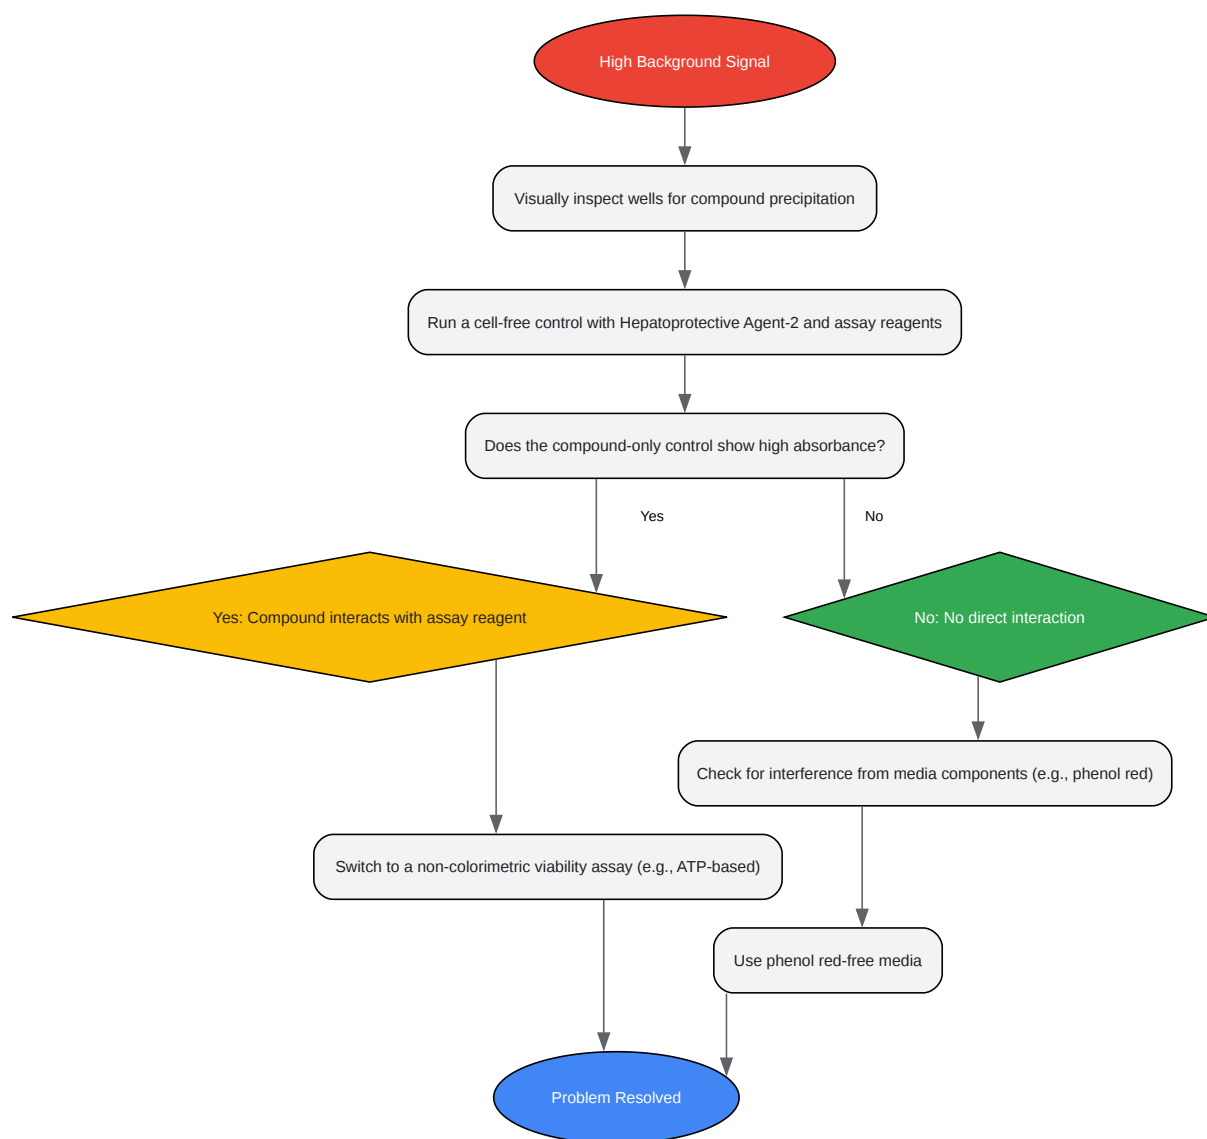 High Background Signal
Visually inspect wells for compound precipitation
Run a cell-free control with Hepatoprotective Agent-2 and assay reagents
Does the compound-only control show high absorbance?
Yes
No
Yes: Compound interacts with assay reagent
No: No direct interaction
Check for interference from media components (e.g., phenol red)
Switch to a non-colorimetric viability assay (e.g., ATP-based)
Use phenol red-free media
Problem Resolved